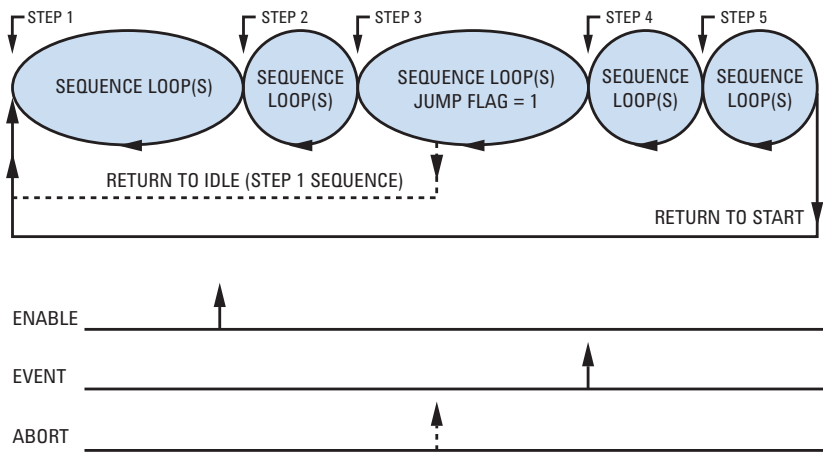 STEP 1
STEP 2
STEP 3
STEP 4
STEP 5
SEQUENCE LOOP(S)
SEQUENCE
LOOP(S)
SEQUENCE LOOP(S)
JUMP FLAG = 1
SEQUENCE
LOOP(S)
SEQUENCE
LOOP(S)
RETURN TO IDLE (STEP 1 SEQUENCE)
RETURN TO START
ENABLE
EVENT
ABORT